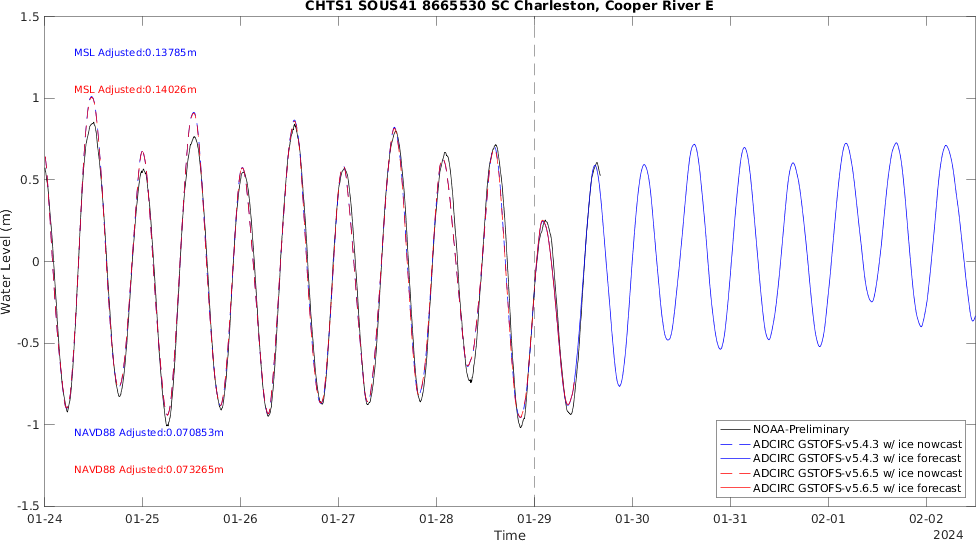 CHTS1 SOUS41 8665530 SC Charleston, Cooper River E
Water Level (m)
1.5
1
0.5
0
-0.5
-1
-1.5
MSL Adjusted:0.13785m
MSL Adjusted:0.14026m
NAVD88 Adjusted:0.070853m
NAVD88 Adjusted:0.073265m
NOAA-Preliminary
ADCIRC GSTOFS-v5.4.3 w/ ice nowcast
ADCIRC GSTOFS-v5.4.3 w/ ice forecast
ADCIRC GSTOFS-v5.6.5 w/ ice nowcast
ADCIRC GSTOFS-v5.6.5 w/ ice forecast
01-24 01-25 01-26 01-27 01-28 01-29 01-30 01-31 02-01 02-02
Time
2024